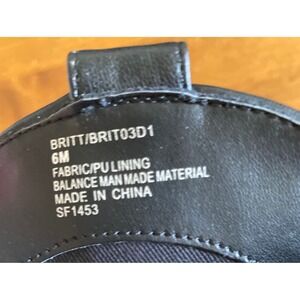 BRITT/BRIT03D1
6M
FABRIC/PU LINING
BALANCE MAN MADE MATERIAL
MADE IN CHINA
SF1453